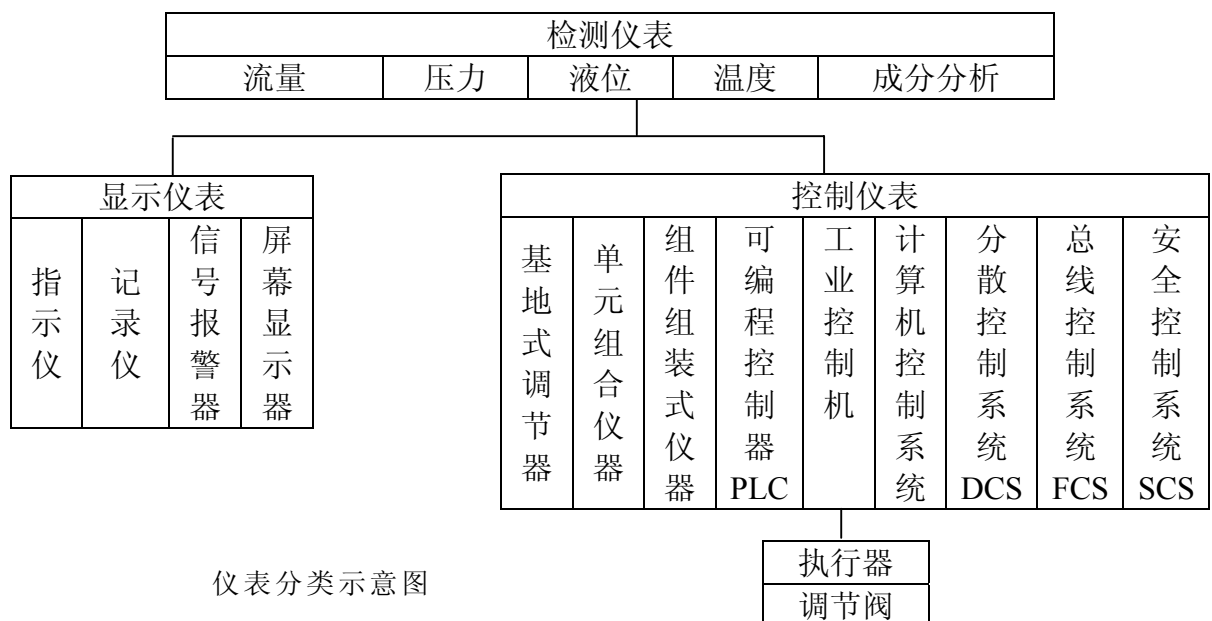 检测仪表
流量 压力 液位 温度 成分分析
显示仪表
指示仪
记录仪
信号报警器
屏幕显示器
控制仪表
基地式调节器
单元组合仪器
组件组装式仪器
可编程控制器PLC
工业控制机
计算机控制系统
分散控制系统DCS
总线控制系统FCS
安全控制系统SCS
执行器
调节阀
仪表分类示意图